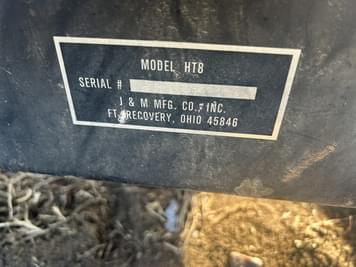 MODEL HT8
SERIAL #
J & M MFG. CO., INC.
FT. RECOVERY, OHIO 45846